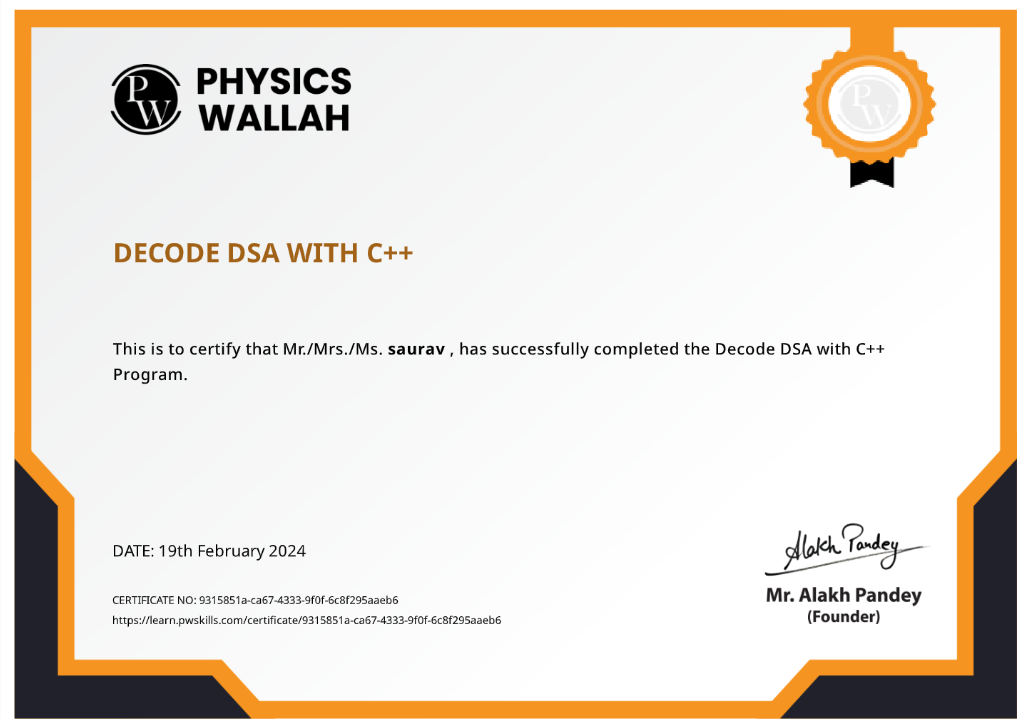 PW PHYSICS
WALLAH
PW
DECODE DSA WITH C++
This is to certify that Mr./Mrs./Ms. saurav , has successfully completed the Decode DSA with C++
Program.
DATE: 19th February 2024
CERTIFICATE NO: 9315851a-ca67-4333-9f0f-6c8f295aaeb6
https://learn.pwskills.com/certificate/9315851a-ca67-4333-9f0f-6c8f295aaeb6
Alakh Pandey
Mr. Alakh Pandey
(Founder)